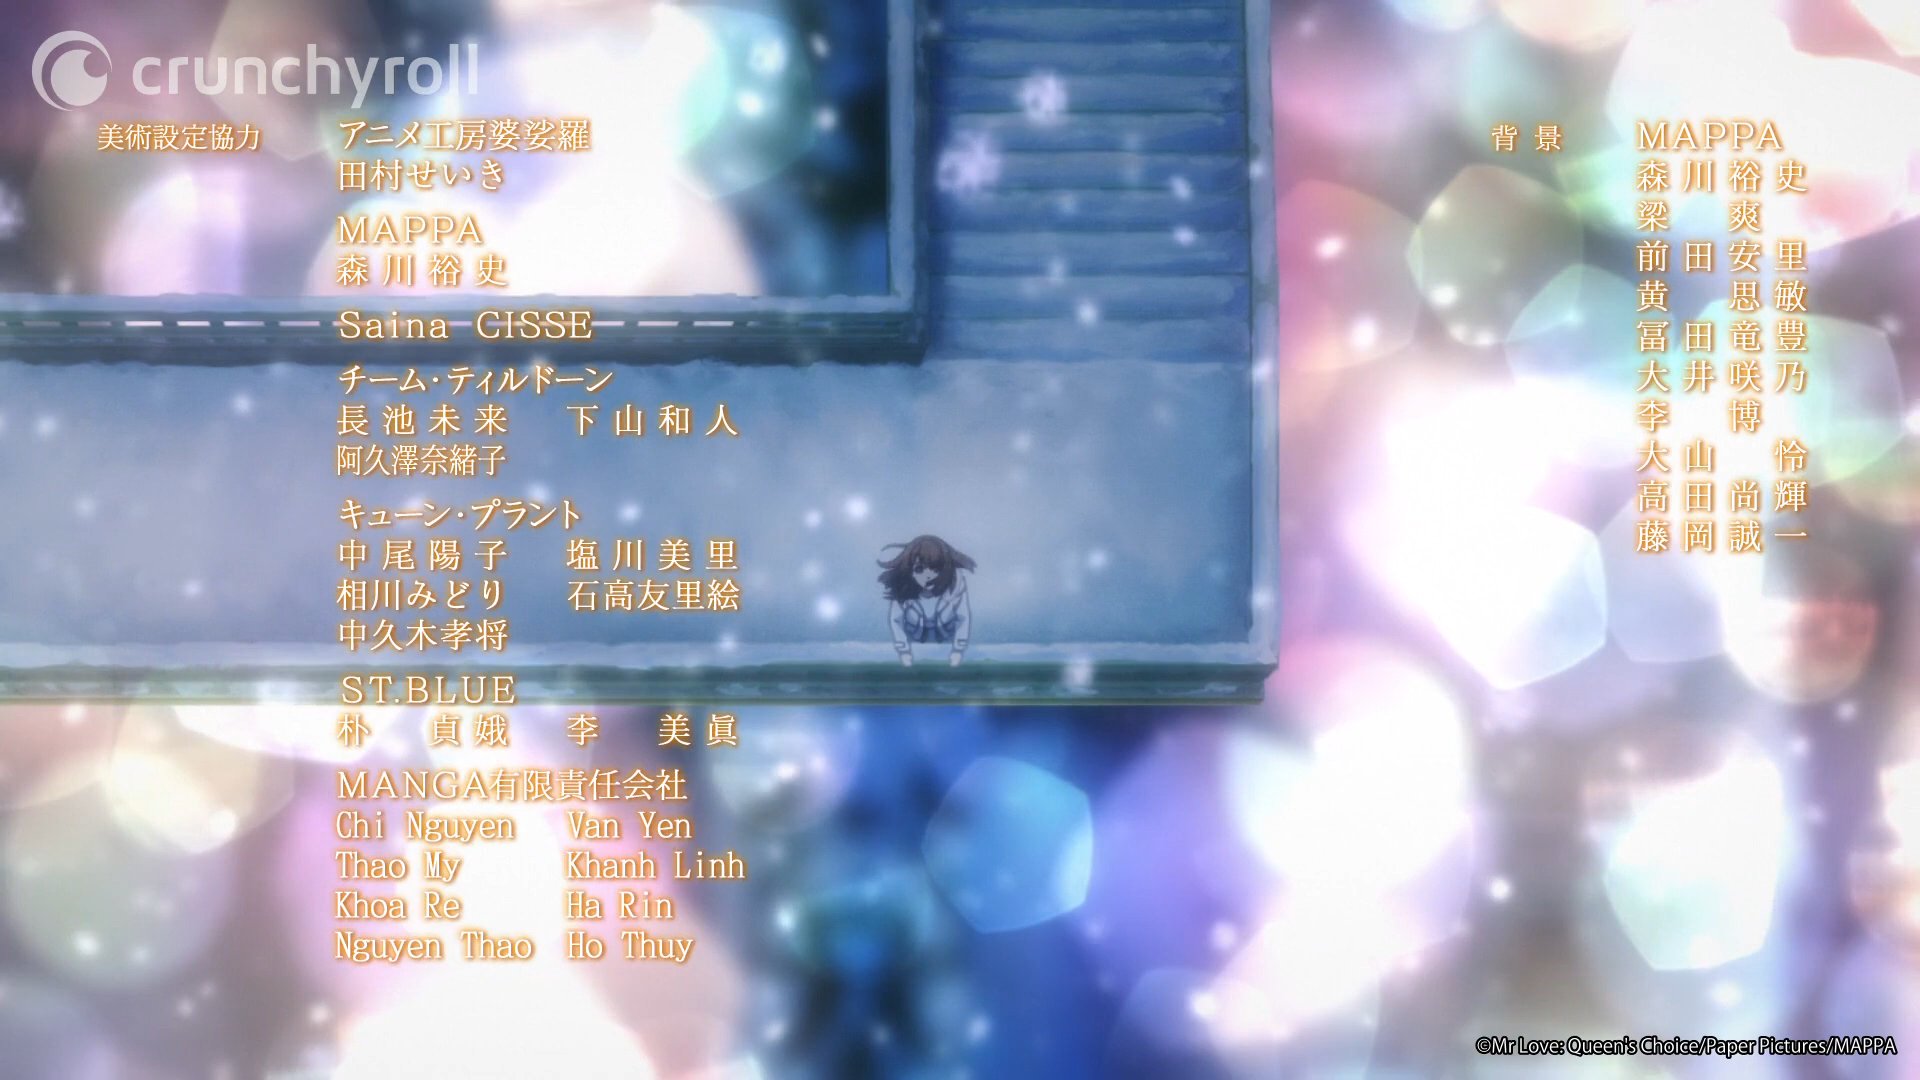 crunchyroll
美術設定協力
アニメ工房婆娑羅
田村せいき
MAPPA
森川裕史
Saina CISSE
チーム・ティルドーン
長池未来 下山和人
阿久澤奈緒子
キューン・プラント
中尾陽子 塩川美里
相川みどり 石高友里絵
中久木孝将
ST.BLUE
朴貞娥 李美眞
MANGA有限責任会社
Chi Nguyen Van Yen
Thao My Khanh Linh
Khoa Re Ha Rin
Nguyen Thao Ho Thuy
背景
MAPPA
森川裕史
梁爽
前田安里
黄思敏
冨田竜豊
大井咲乃
李博
大山怜
高田尚輝
藤岡誠一
©Mr Love: Queen's Choice/Paper Pictures/MAPPA